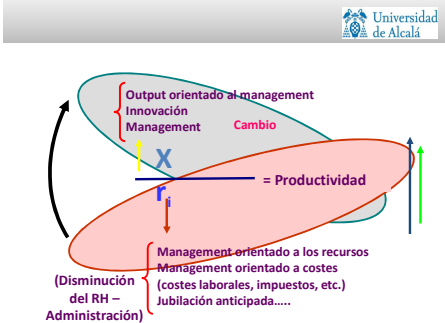 Universidad
de Alcalá
Output orientado al management
Innovación
Management Cambio
X
= Productividad
ri
Management orientado a los recursos
Management orientado a costes
(costes laborales, impuestos, etc.)
Jubilación anticipada.....
(Disminución
del RH –
Administración)